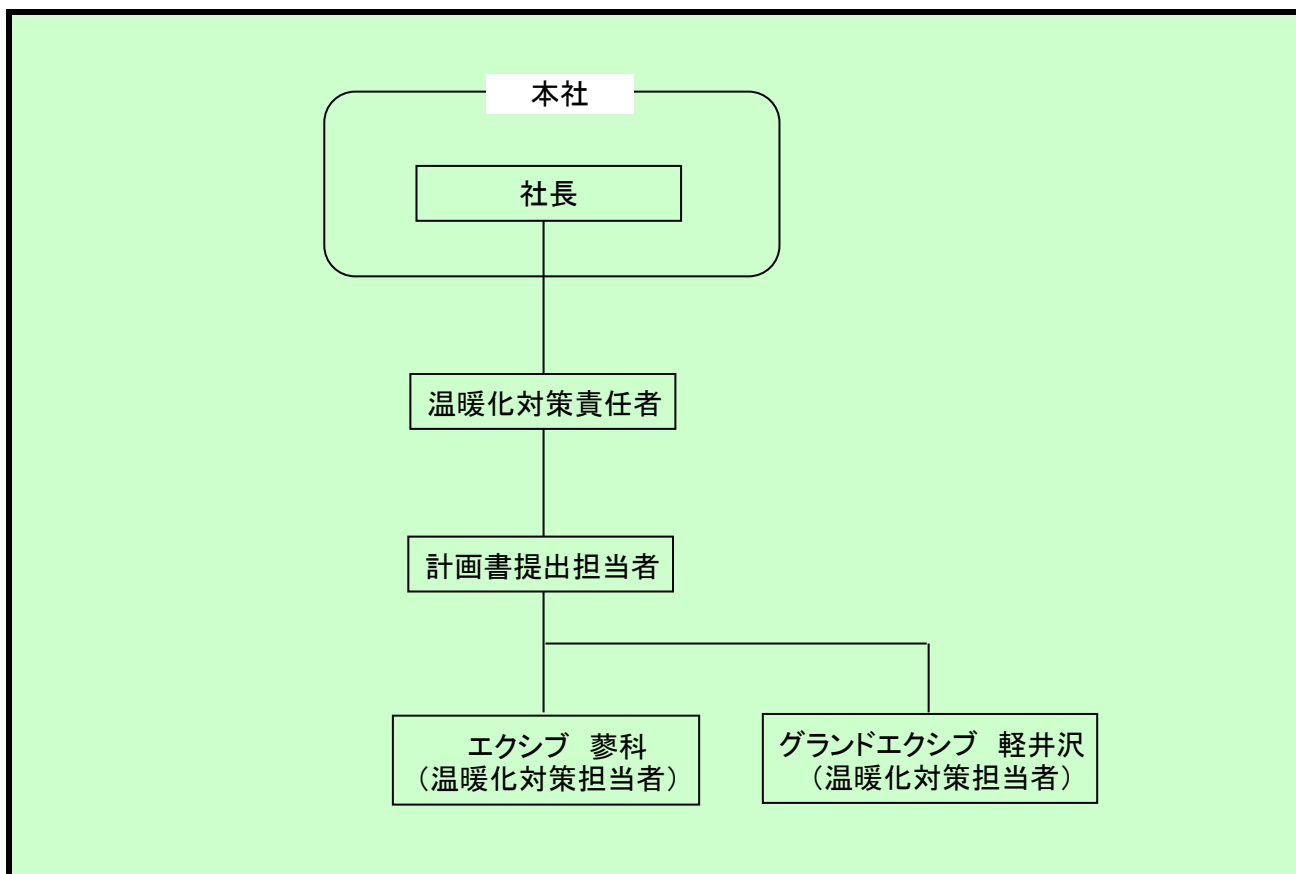 本社
社長
温暖化対策責任者
計画書提出担当者
エクシブ　蓼科
（温暖化対策担当者）
グランドエクシブ　軽井沢
（温暖化対策担当者）